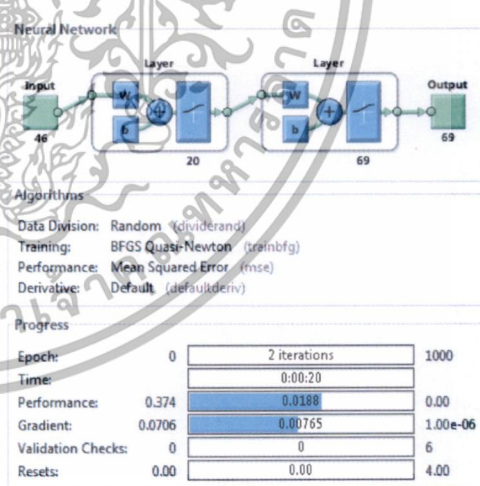 Neural Network
Layer Layer
Input Output
W W
b b
46 20 69 69
Algorithms
Data Division: Random (dividerand)
Training: BFGS Quasi-Newton (trainbfg)
Performance: Mean Squared Error (mse)
Derivative: Default (defaultderiv)
Progress
Epoch: 0 2 iterations 1000
Time: 0:00:20
Performance: 0.374 0.0188 0.00
Gradient: 0.0706 0.00765 1.00e-06
Validation Checks: 0 0 6
Resets: 0.00 0.00 4.00